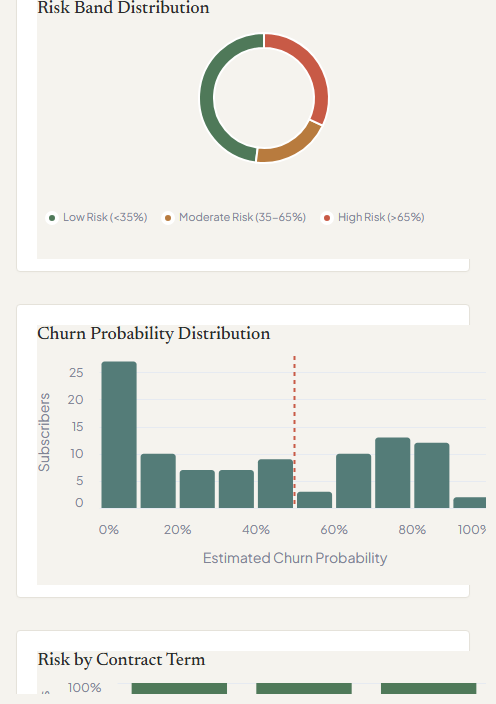 Risk Band Distribution
Low Risk (<35%) Moderate Risk (35–65%) High Risk (>65%)
Churn Probability Distribution
Subscribers
25
20
15
10
5
0
0% 20% 40% 60% 80% 100%
Estimated Churn Probability
Risk by Contract Term
100%